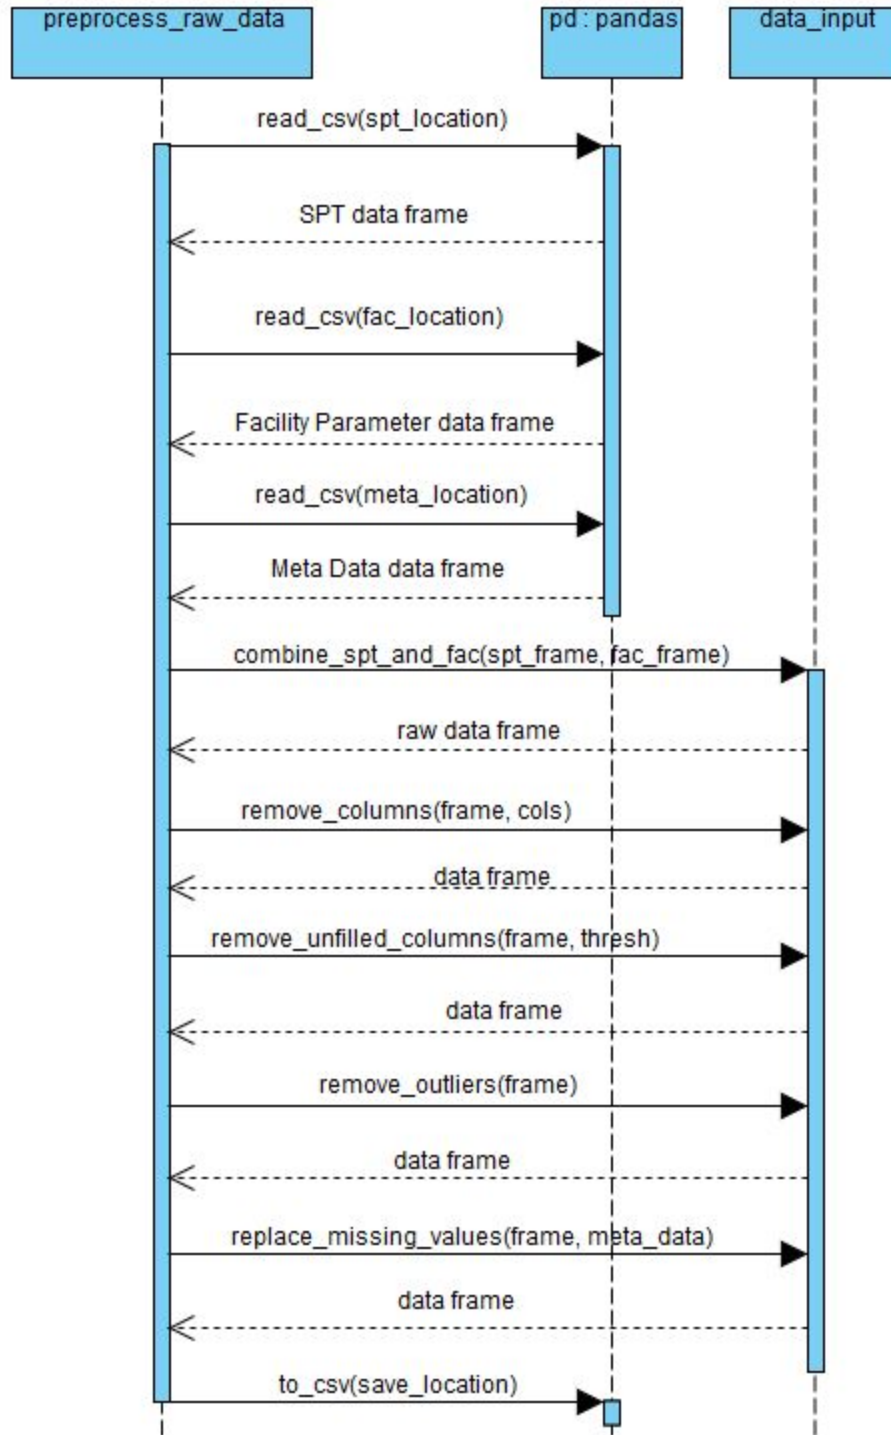 preprocess_raw_data
pd : pandas
data_input
read_csv(spt_location)
SPT data frame
read_csv(fac_location)
Facility Parameter data frame
read_csv(meta_location)
Meta Data data frame
combine_spt_and_fac(spt_frame, fac_frame)
raw data frame
remove_columns(frame, cols)
data frame
remove_unfilled_columns(frame, thresh)
data frame
remove_outliers(frame)
data frame
replace_missing_values(frame, meta_data)
data frame
to_csv(save_location)